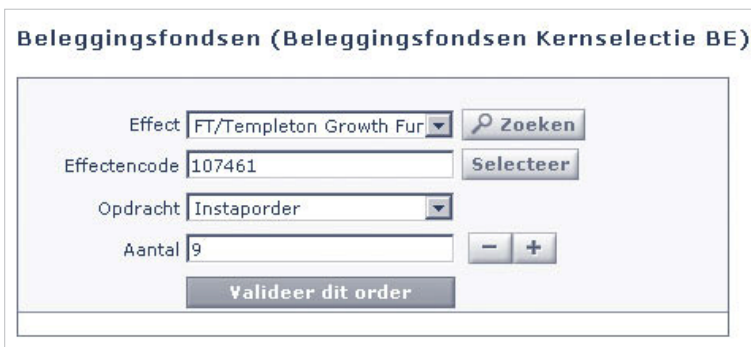 Beleggingsfondsen (Beleggingsfondsen Kernselectie BE)
Effect FT/Templeton Growth Fur Zoeken
Effectencode 107461 Selecteer
Opdracht Instaporder
Aantal 9 - +
Valideer dit order